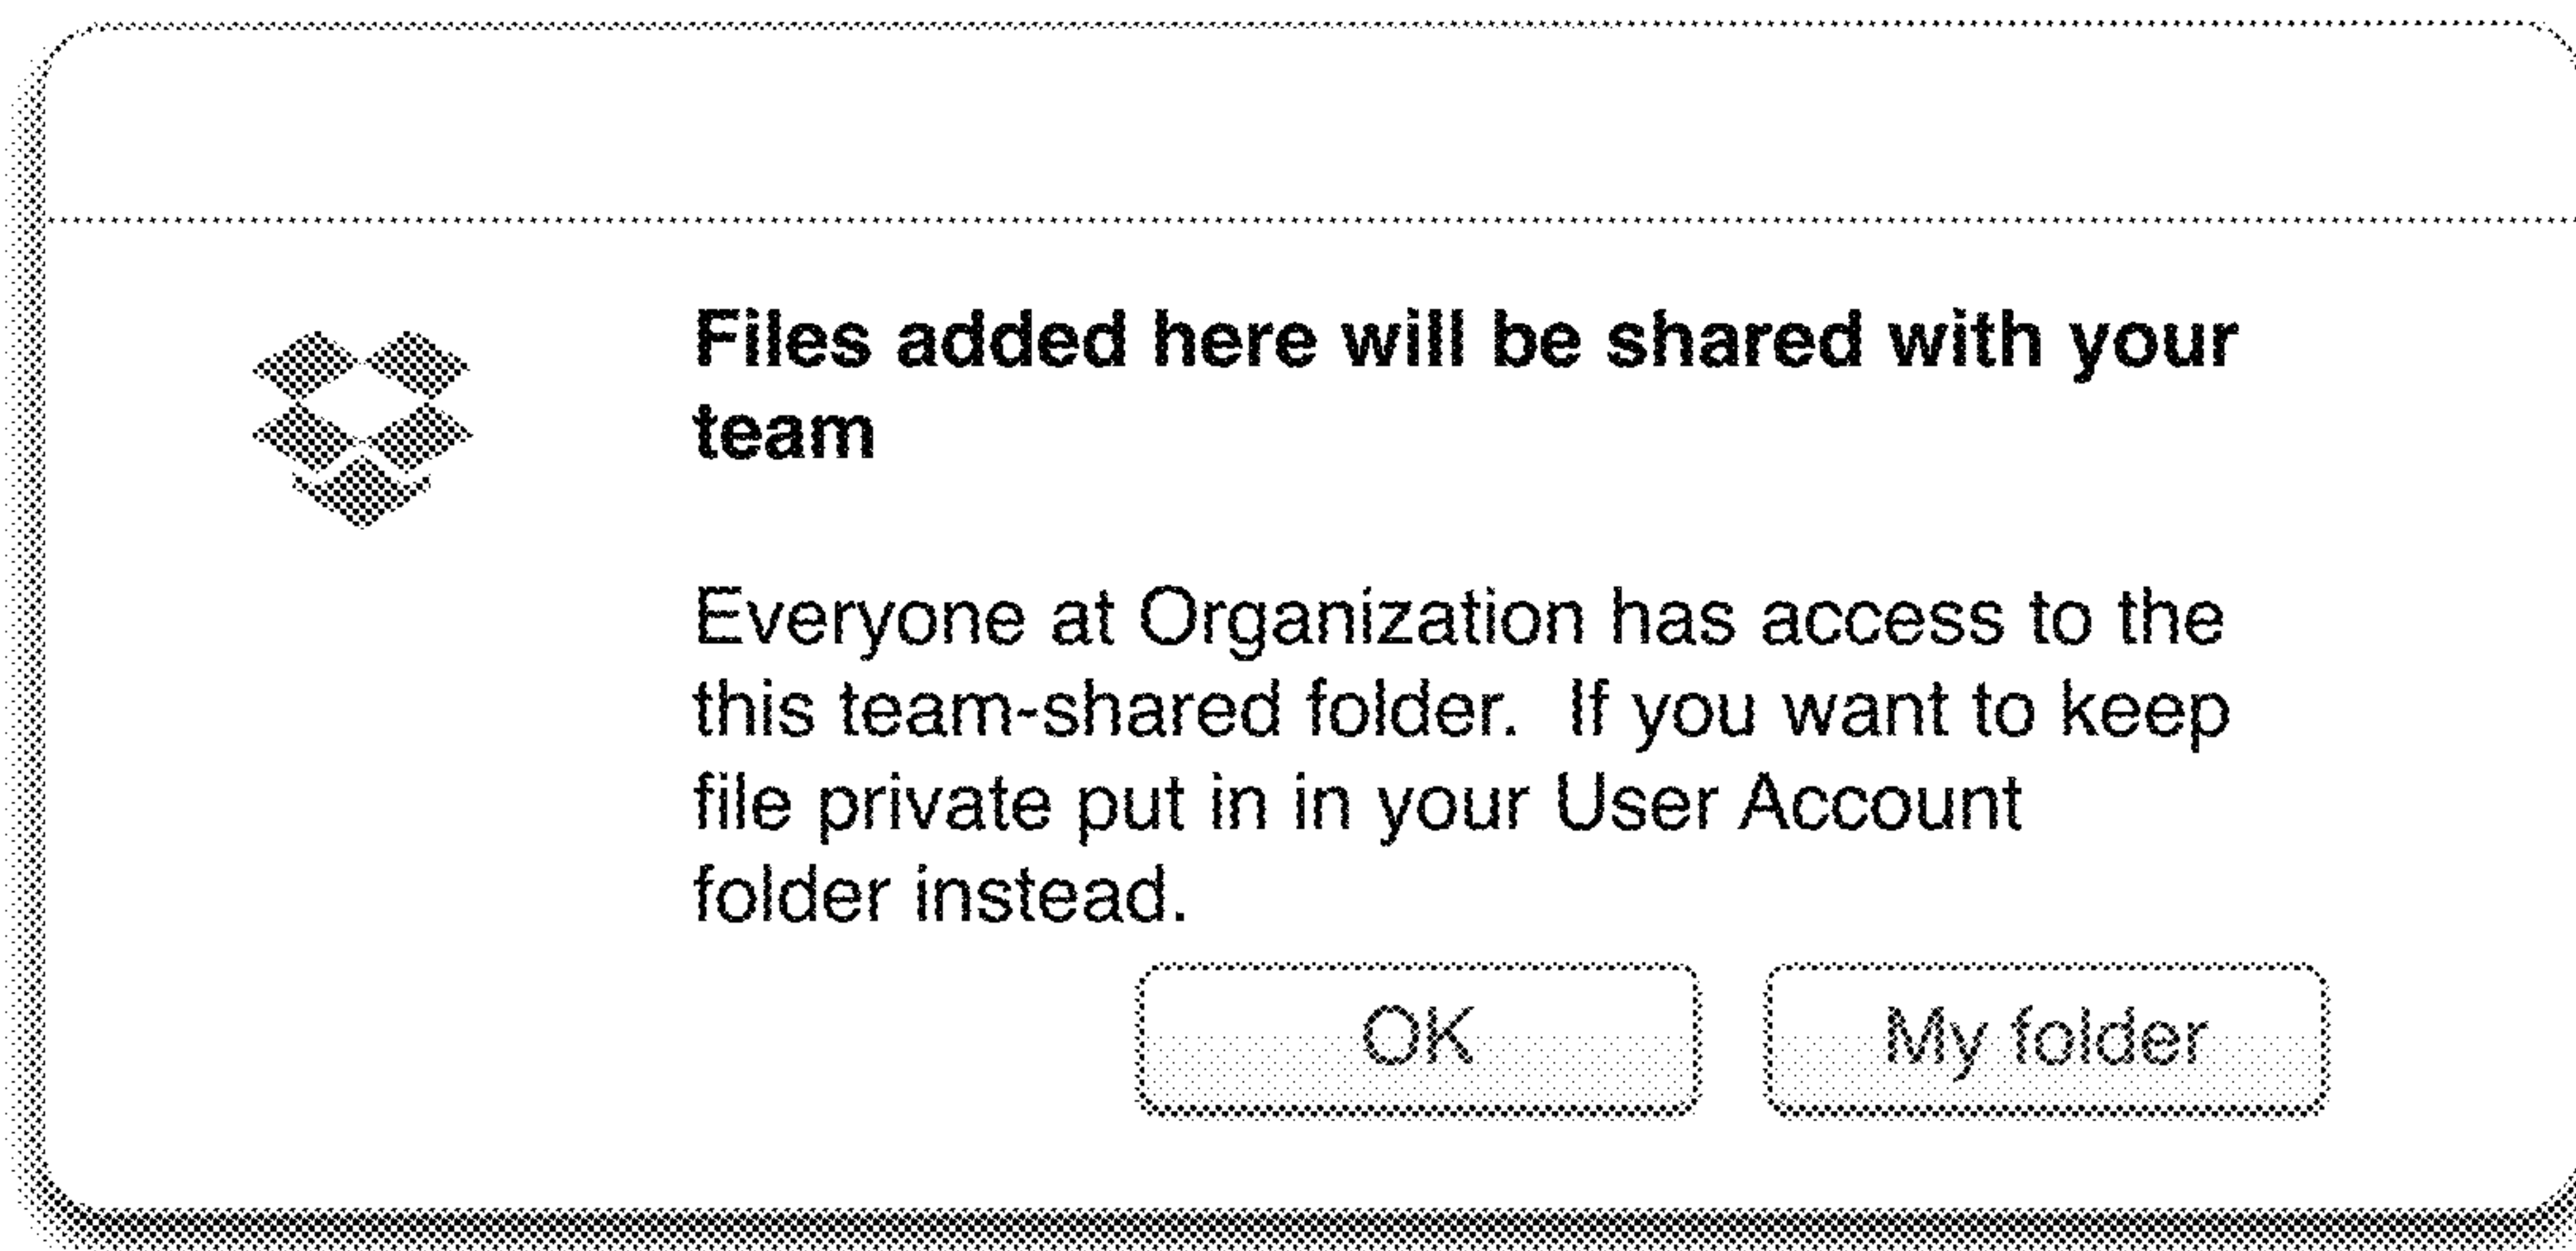 Files added here will be shared with your
team
Everyone at Organization has access to the
this team-shared folder.  If you want to keep
file private put in in your User Account
folder instead.
OK
My folder